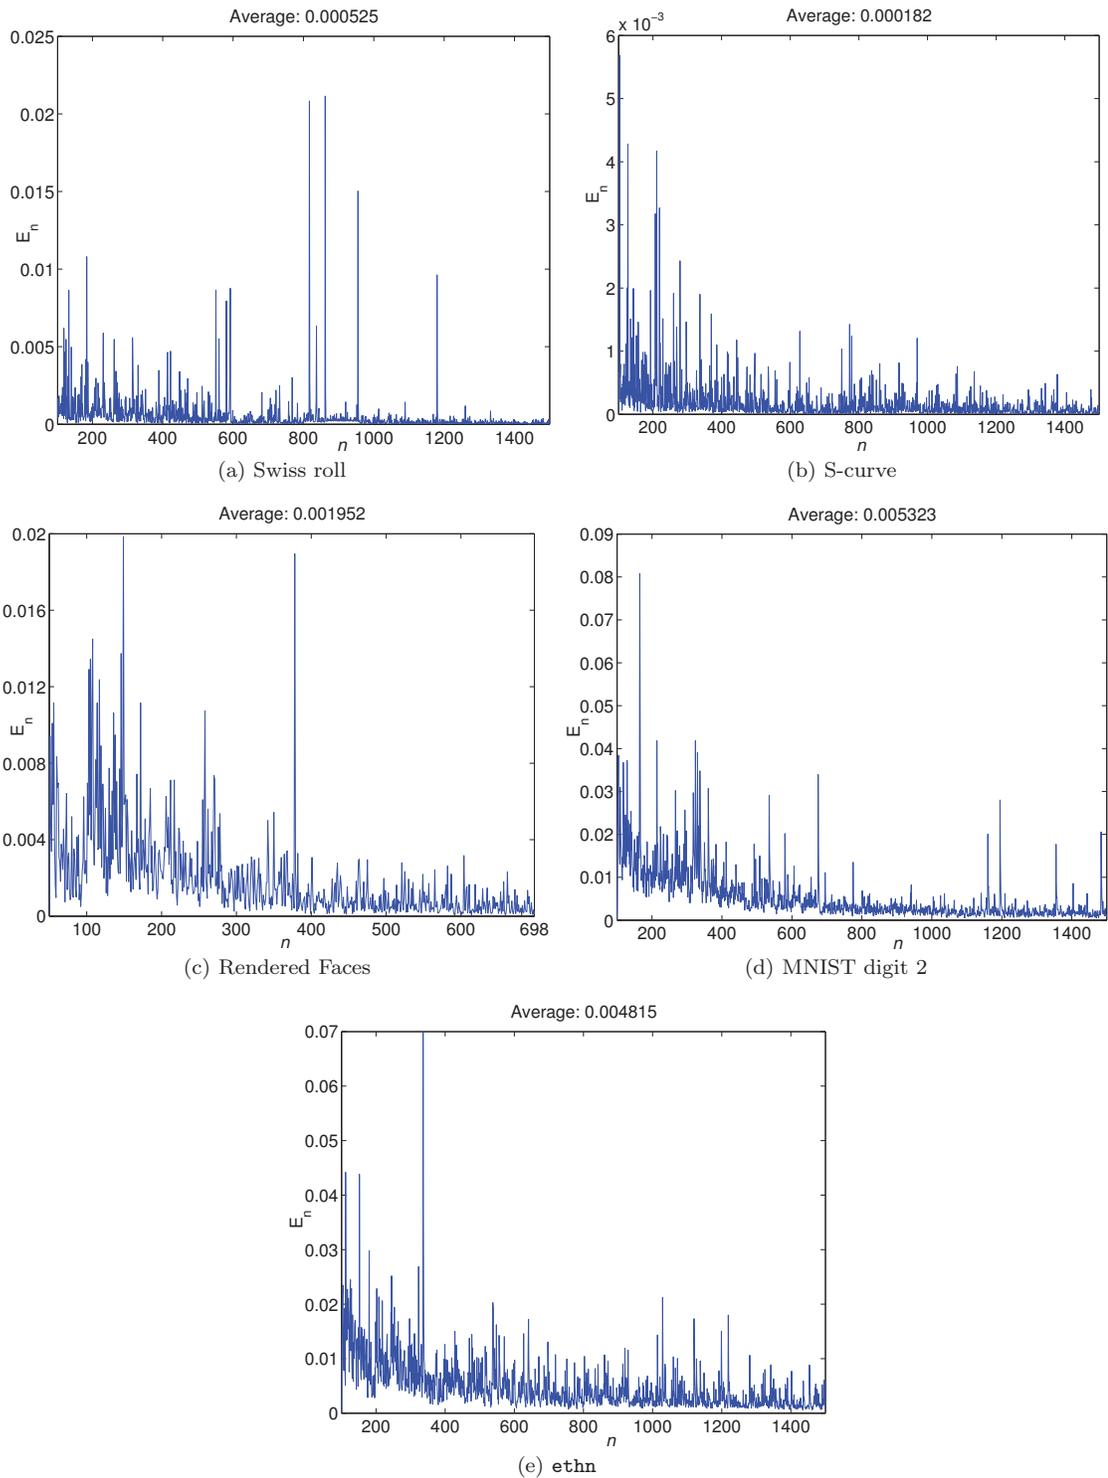 Average: 0.000525
0.025
0.02
0.015
0.01
0.005
0
E_n
200 400 600 800 1000 1200 1400
n
(a) Swiss roll
Average: 0.000182
x 10^-3
6
5
4
3
2
1
0
E_n
200 400 600 800 1000 1200 1400
n
(b) S-curve
Average: 0.001952
0.02
0.016
0.012
0.008
0.004
0
E_n
100 200 300 400 500 600 698
n
(c) Rendered Faces
Average: 0.005323
0.09
0.08
0.07
0.06
0.05
0.04
0.03
0.02
0.01
0
E_n
200 400 600 800 1000 1200 1400
n
(d) MNIST digit 2
Average: 0.004815
0.07
0.06
0.05
0.04
0.03
0.02
0.01
0
E_n
200 400 600 800 1000 1200 1400
n
(e) ethn